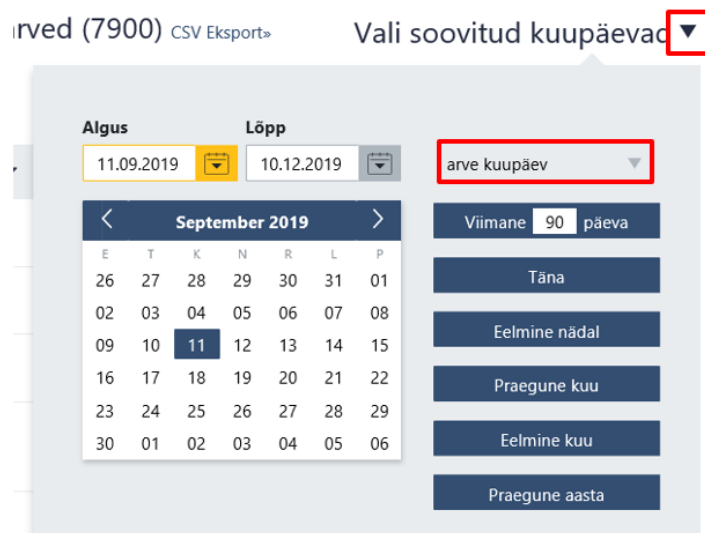 rved (7900) CSV Eksport»
Vali soovitud kuupäevad ▼
Algus
Lõpp
11.09.2019
10.12.2019
arve kuupäev
September 2019
E T K N R L P
26 27 28 29 30 31 01
02 03 04 05 06 07 08
09 10 11 12 13 14 15
16 17 18 19 20 21 22
23 24 25 26 27 28 29
30 01 02 03 04 05 06
Viimane 90 päeva
Täna
Eelmine nädal
Praegune kuu
Eelmine kuu
Praegune aasta